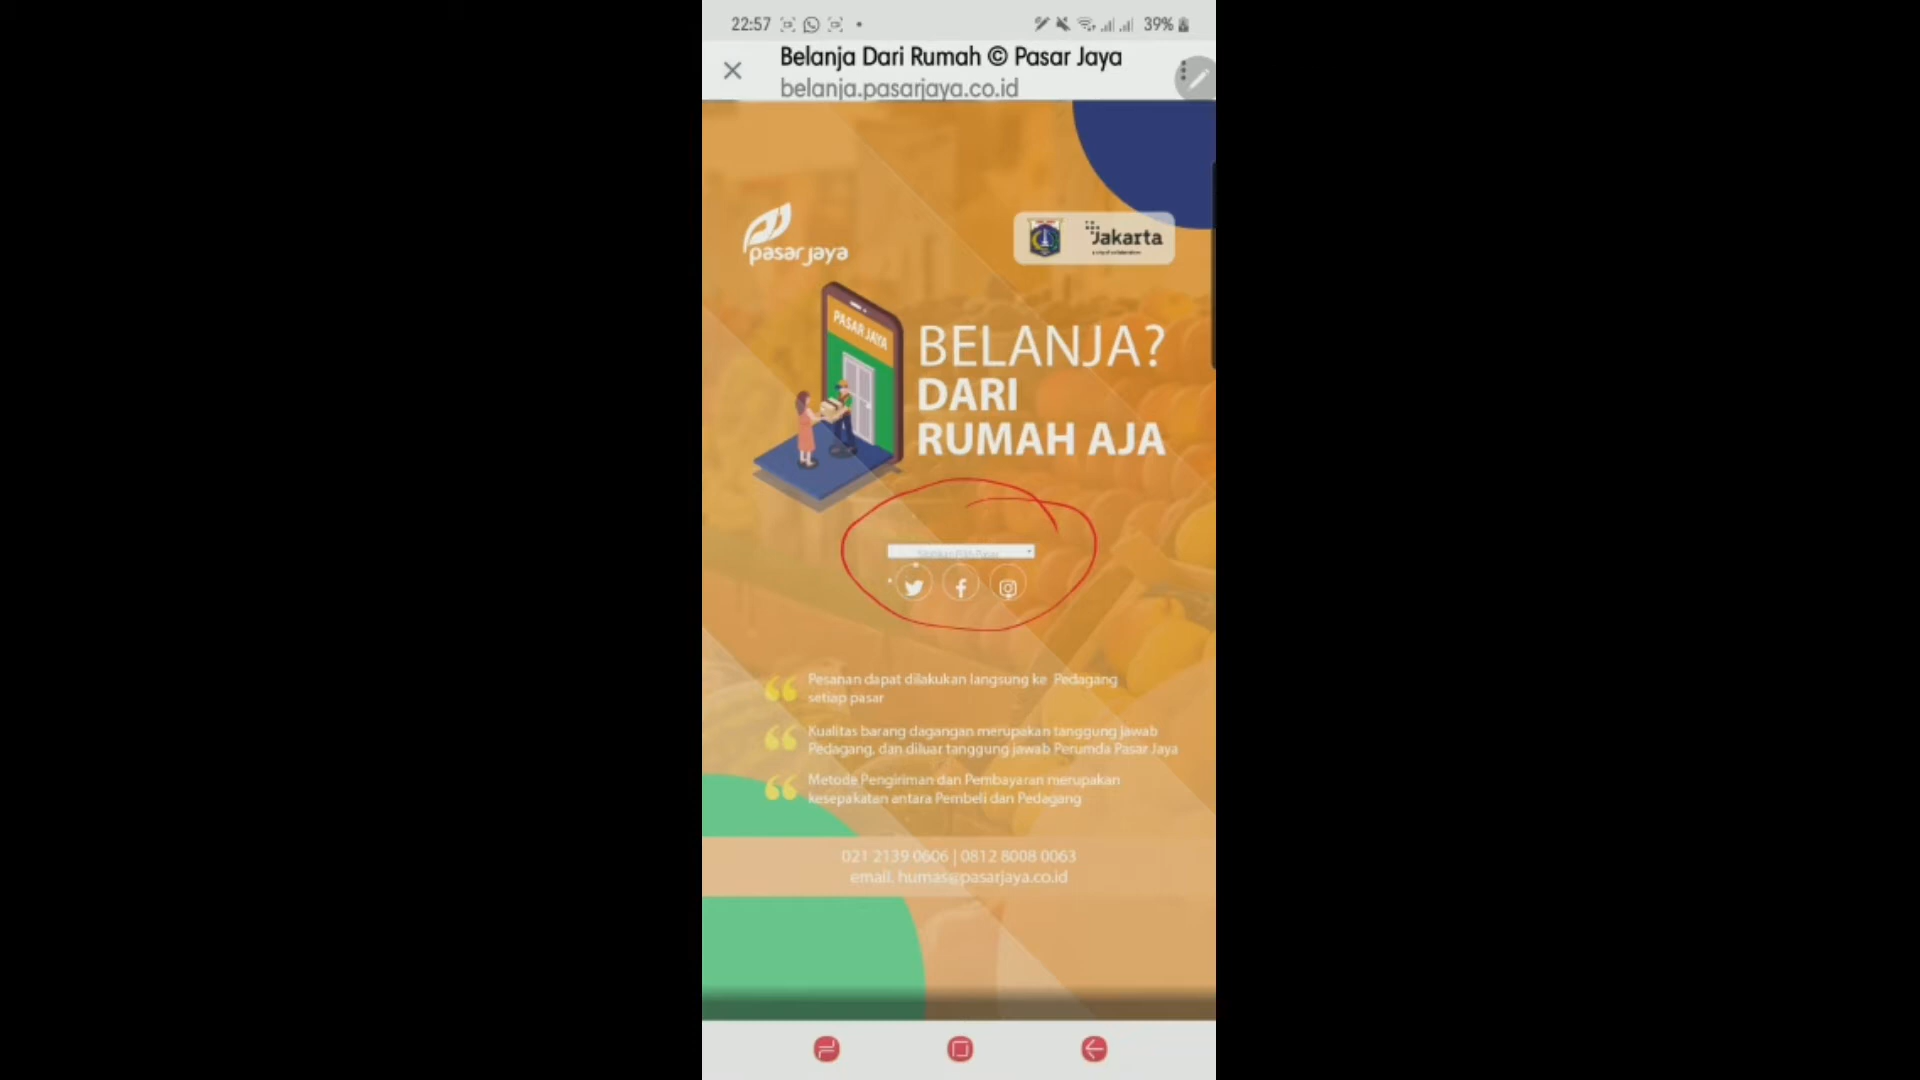 22:57
39%
Belanja Dari Rumah © Pasar Jaya
belanja.pasarjaya.co.id
pasar jaya
Jakarta
PASAR JAYA
BELANJA?
DARI
RUMAH AJA
Silahkan Pilih Pasar
Pesanan dapat dilakukan langsung ke Pedagang
setiap pasar
Kualitas barang dagangan merupakan tanggung jawab
Pedagang, dan diluar tanggung jawab Perumda Pasar Jaya
Metode Pengiriman dan Pembayaran merupakan
kesepakatan antara Pembeli dan Pedagang
021 2139 0606 | 0812 8008 0063
email. humas@pasarjaya.co.id